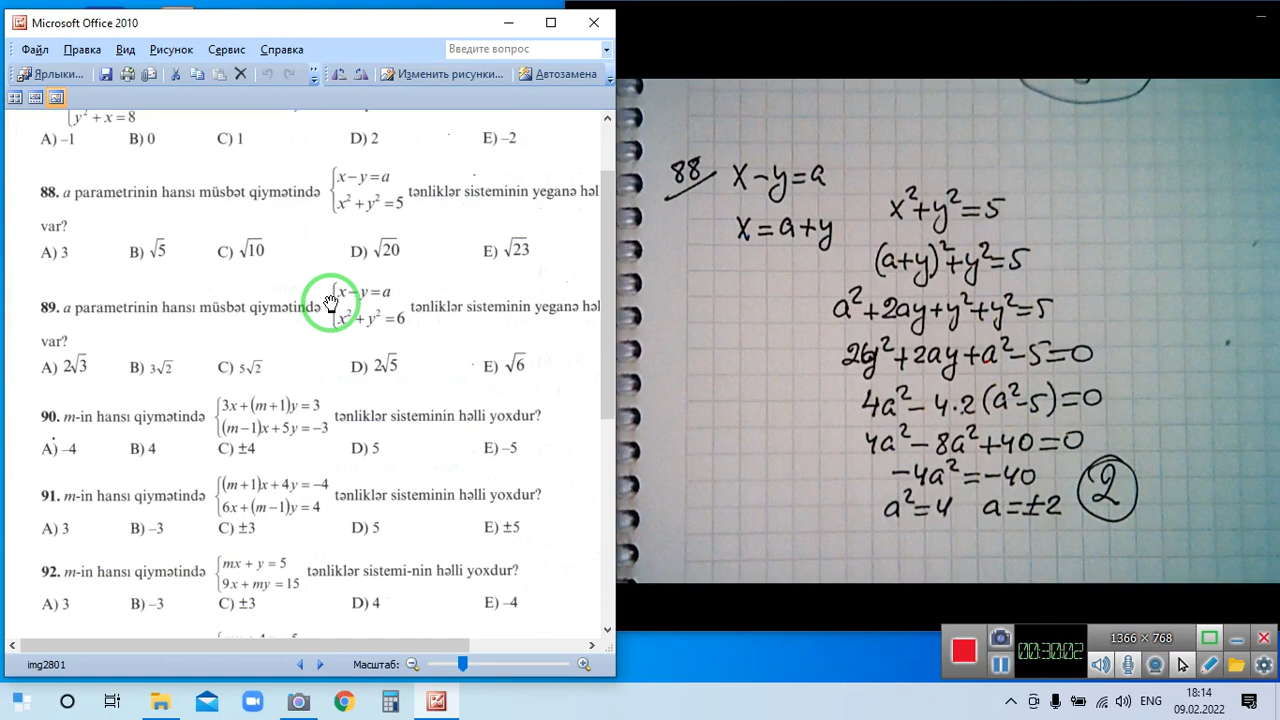 Microsoft Office 2010
Файл Правка Вид Рисунок Сервис Справка Введите вопрос
Ярлыки... Изменить рисунки... Автозамена
y² + x = 8
A) –1 B) 0 C) 1 D) 2 E) –2
x – y = a
88. a parametrinin hansı müsbət qiymətində tənliklər sisteminin yeganə həl
x² + y² = 5
var?
A) 3 B) √5 C) √10 D) √20 E) √23
x – y = a
89. a parametrinin hansı müsbət qiymətində tənliklər sisteminin yeganə həl
x² + y² = 6
var?
A) 2√3 B) 3√2 C) 5√2 D) 2√5 E) √6
3x + (m+1)y = 3
90. m-in hansı qiymətində tənliklər sisteminin həlli yoxdur?
(m–1)x + 5y = –3
A) –4 B) 4 C) ±4 D) 5 E) –5
(m+1)x + 4y = –4
91. m-in hansı qiymətində tənliklər sisteminin həlli yoxdur?
6x + (m–1)y = 4
A) 3 B) –3 C) ±3 D) 5 E) ±5
mx + y = 5
92. m-in hansı qiymətində tənliklər sistemi-nin həlli yoxdur?
9x + my = 15
A) 3 B) –3 C) ±3 D) 4 E) –4
img2801 Масштаб:
88 x–y=a
x=a+y
x²+y²=5
(a+y)²+y²=5
a²+2ay+y²+y²=5
2y²+2ay+a²–5=0
4a²–4·2(a²–5)=0
4a²–8a²+40=0
–4a²=–40
a²=4 a=±2 2
1366 × 768
00:30:02
ENG 18:14
09.02.2022